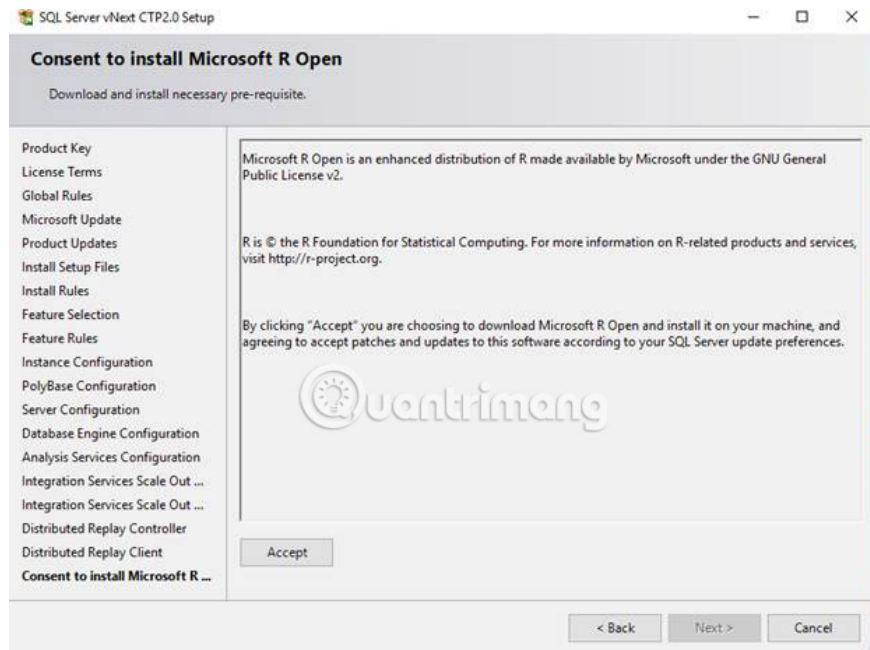 SQL Server vNext CTP2.0 Setup
Consent to install Microsoft R Open
Download and install necessary pre-requisite.
Product Key
License Terms
Global Rules
Microsoft Update
Product Updates
Install Setup Files
Install Rules
Feature Selection
Feature Rules
Instance Configuration
PolyBase Configuration
Server Configuration
Database Engine Configuration
Analysis Services Configuration
Integration Services Scale Out ...
Integration Services Scale Out ...
Distributed Replay Controller
Distributed Replay Client
Consent to install Microsoft R ...
Microsoft R Open is an enhanced distribution of R made available by Microsoft under the GNU General
Public License v2.
R is © the R Foundation for Statistical Computing. For more information on R-related products and services,
visit http://r-project.org.
By clicking "Accept" you are choosing to download Microsoft R Open and install it on your machine, and
agreeing to accept patches and updates to this software according to your SQL Server update preferences.
Quantrimang
Accept
< Back
Next >
Cancel